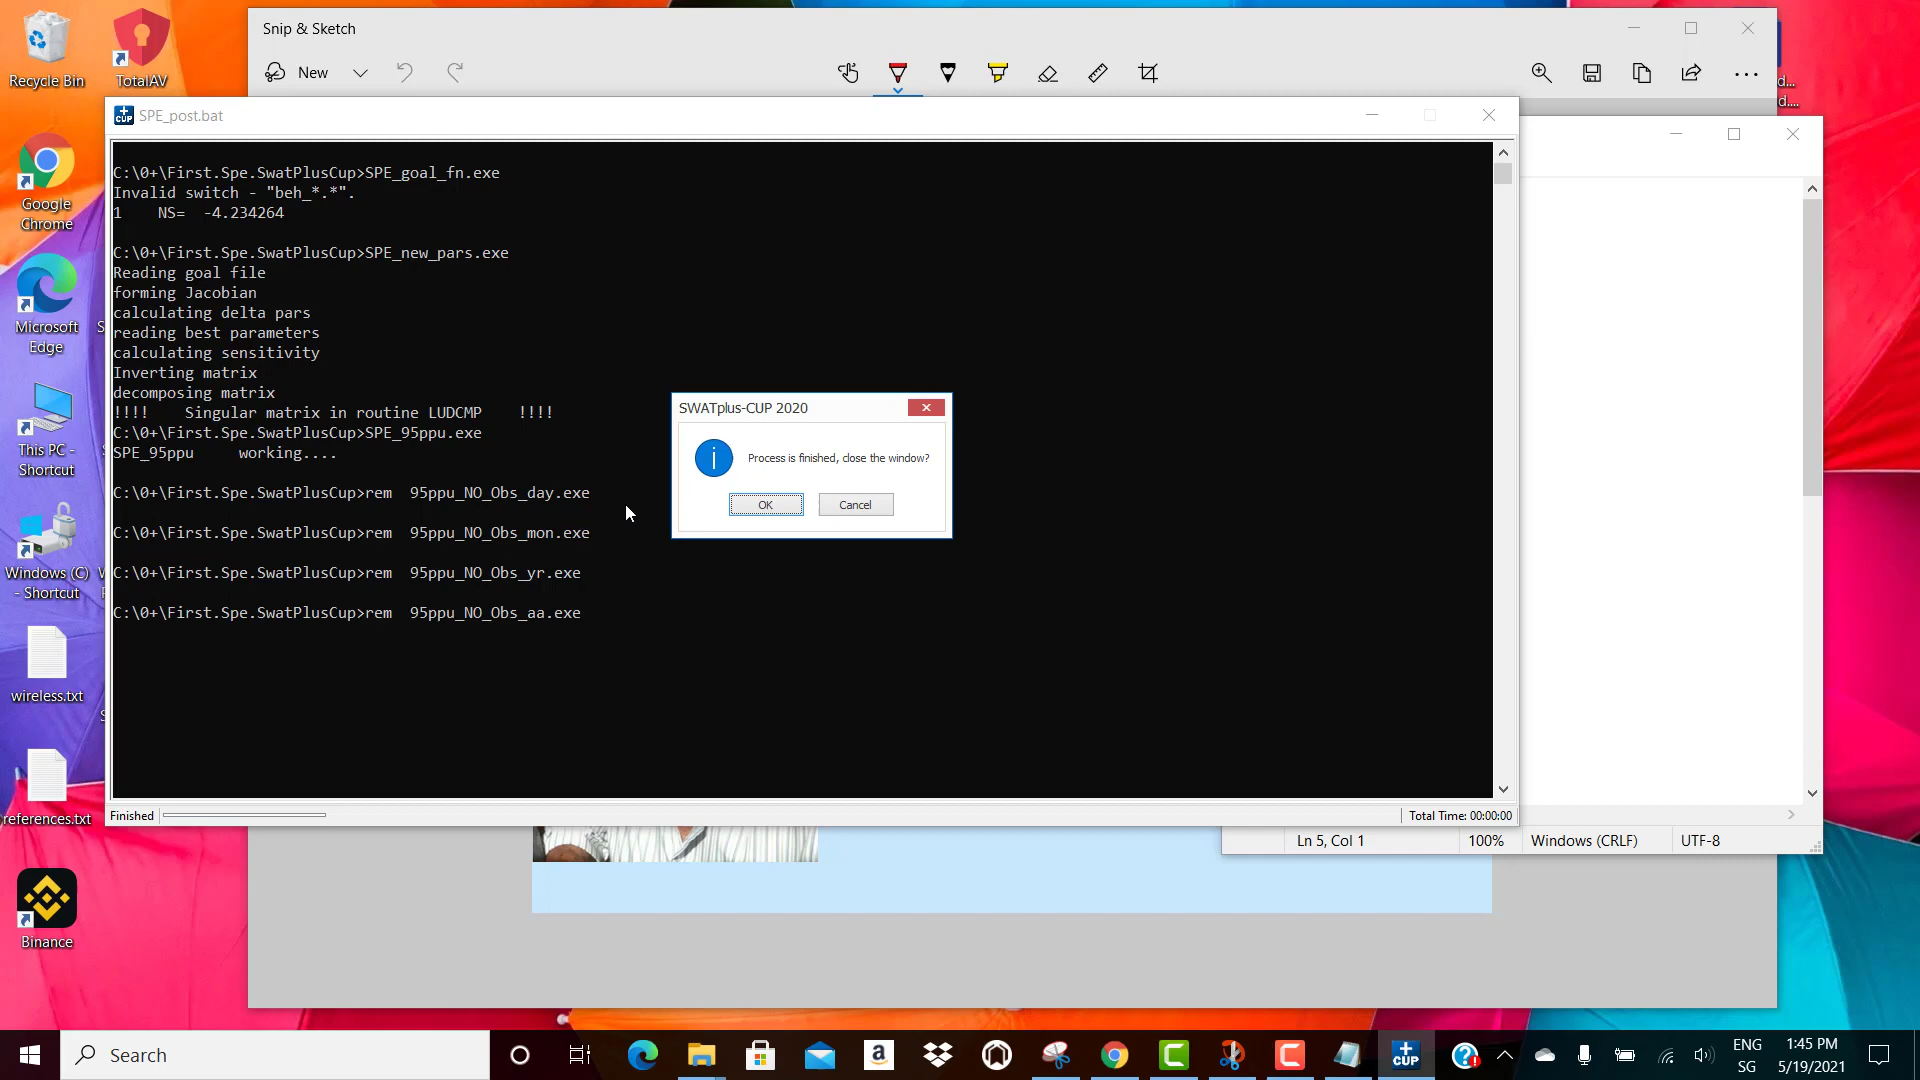 Recycle Bin
TotalAV
Google
Chrome
Microsoft
Edge
This PC -
Shortcut
Windows (C)
- Shortcut
wireless.txt
references.txt
Binance
Snip & Sketch
New
d...
d....
SPE_post.bat
C:\0+\First.Spe.SwatPlusCup>SPE_goal_fn.exe
Invalid switch - "beh_*.*".
1    NS=  -4.234264
C:\0+\First.Spe.SwatPlusCup>SPE_new_pars.exe
Reading goal file
forming Jacobian
calculating delta pars
reading best parameters
calculating sensitivity
Inverting matrix
decomposing matrix
!!!!    Singular matrix in routine LUDCMP    !!!!
C:\0+\First.Spe.SwatPlusCup>SPE_95ppu.exe
SPE_95ppu     working....
C:\0+\First.Spe.SwatPlusCup>rem  95ppu_NO_Obs_day.exe
C:\0+\First.Spe.SwatPlusCup>rem  95ppu_NO_Obs_mon.exe
C:\0+\First.Spe.SwatPlusCup>rem  95ppu_NO_Obs_yr.exe
C:\0+\First.Spe.SwatPlusCup>rem  95ppu_NO_Obs_aa.exe
SWATplus-CUP 2020
Process is finished, close the window?
OK
Cancel
Finished
Total Time: 00:00:00
Ln 5, Col 1
100%
Windows (CRLF)
UTF-8
Search
CUP
ENG
SG
1:45 PM
5/19/2021